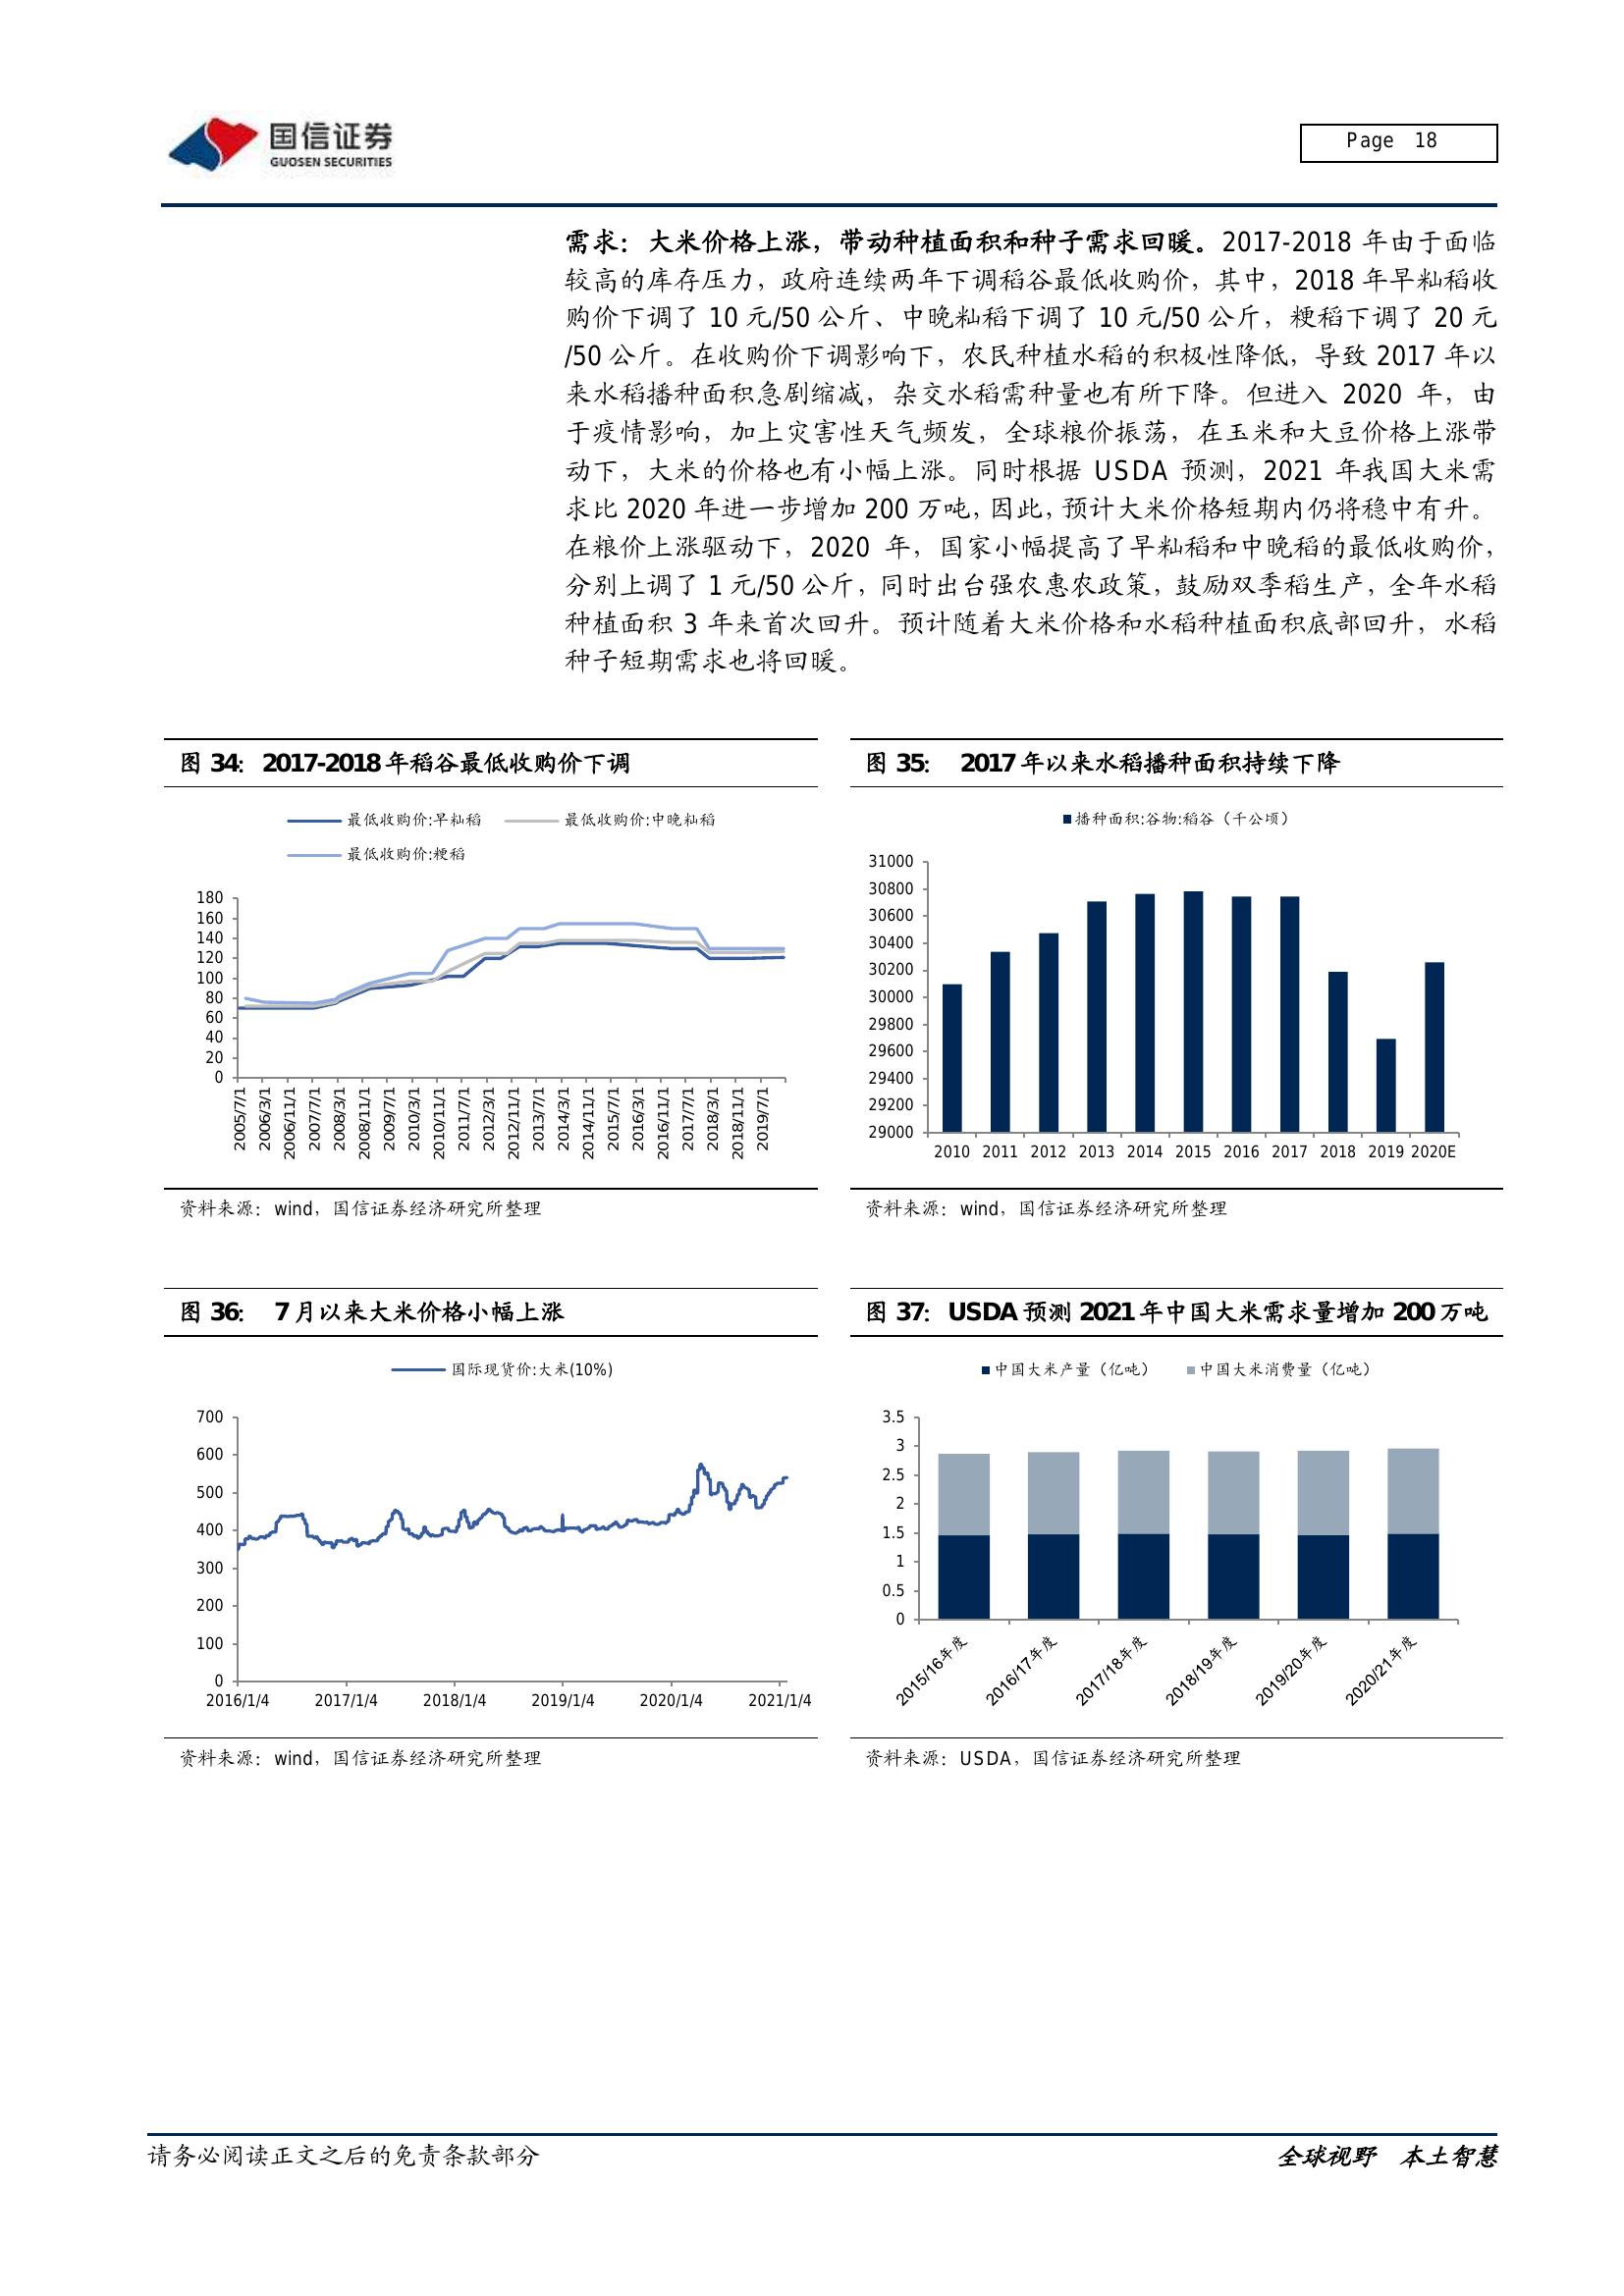 国信证券
GUOSEN SECURITIES
Page 18
需求：大米价格上涨，带动种植面积和种子需求回暖。2017-2018 年由于面临
较高的库存压力，政府连续两年下调稻谷最低收购价，其中，2018 年早籼稻收
购价下调了 10 元/50 公斤、中晚籼稻下调了 10 元/50 公斤，粳稻下调了 20 元
/50 公斤。在收购价下调影响下，农民种植水稻的积极性降低，导致 2017 年以
来水稻播种面积急剧缩减，杂交水稻需种量也有所下降。但进入 2020 年，由
于疫情影响，加上灾害性天气频发，全球粮价振荡，在玉米和大豆价格上涨带
动下，大米的价格也有小幅上涨。同时根据 USDA 预测，2021 年我国大米需
求比 2020 年进一步增加 200 万吨，因此，预计大米价格短期内仍将稳中有升。
在粮价上涨驱动下，2020 年，国家小幅提高了早籼稻和中晚稻的最低收购价，
分别上调了 1 元/50 公斤，同时出台强农惠农政策，鼓励双季稻生产，全年水稻
种植面积 3 年来首次回升。预计随着大米价格和水稻种植面积底部回升，水稻
种子短期需求也将回暖。
图 34：2017-2018 年稻谷最低收购价下调
最低收购价:早籼稻 最低收购价:中晚籼稻
最低收购价:粳稻
180
160
140
120
100
80
60
40
20
0
2005/7/1 2006/3/1 2006/11/1 2007/7/1 2008/3/1 2008/11/1 2009/7/1 2010/3/1 2010/11/1 2011/7/1 2012/3/1 2012/11/1 2013/7/1 2014/3/1 2014/11/1 2015/7/1 2016/3/1 2016/11/1 2017/7/1 2018/3/1 2018/11/1 2019/7/1
资料来源：wind，国信证券经济研究所整理
图 35： 2017 年以来水稻播种面积持续下降
播种面积:谷物:稻谷（千公顷）
31000
30800
30600
30400
30200
30000
29800
29600
29400
29200
29000
2010 2011 2012 2013 2014 2015 2016 2017 2018 2019 2020E
资料来源：wind，国信证券经济研究所整理
图 36： 7 月以来大米价格小幅上涨
国际现货价:大米(10%)
700
600
500
400
300
200
100
0
2016/1/4 2017/1/4 2018/1/4 2019/1/4 2020/1/4 2021/1/4
资料来源：wind，国信证券经济研究所整理
图 37：USDA 预测 2021 年中国大米需求量增加 200 万吨
中国大米产量（亿吨） 中国大米消费量（亿吨）
3.5
3
2.5
2
1.5
1
0.5
0
2015/16年度 2016/17年度 2017/18年度 2018/19年度 2019/20年度 2020/21年度
资料来源：USDA，国信证券经济研究所整理
请务必阅读正文之后的免责条款部分
全球视野 本土智慧